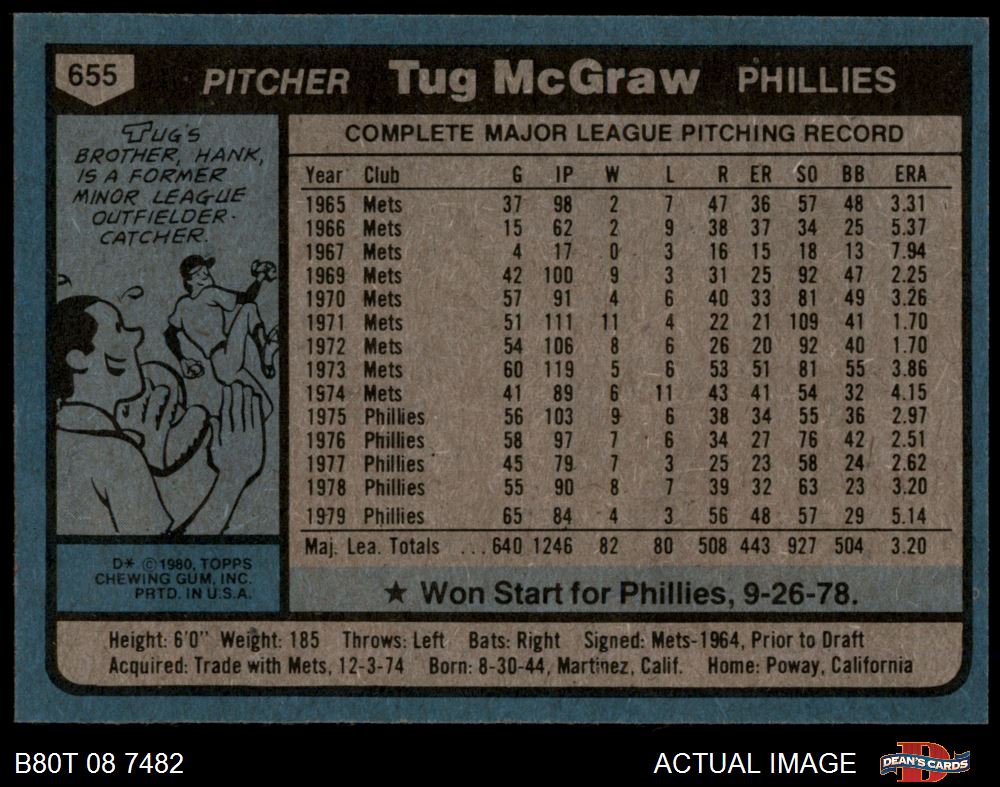 655 PITCHER Tug McGraw PHILLIES
TUG'S
BROTHER, HANK,
IS A FORMER
MINOR LEAGUE
OUTFIELDER-
CATCHER.
COMPLETE MAJOR LEAGUE PITCHING RECORD
Year Club G IP W L R ER SO BB ERA
1965 Mets 37 98 2 7 47 36 57 48 3.31
1966 Mets 15 62 2 9 38 37 34 25 5.37
1967 Mets 4 17 0 3 16 15 18 13 7.94
1969 Mets 42 100 9 3 31 25 92 47 2.25
1970 Mets 57 91 4 6 40 33 81 49 3.26
1971 Mets 51 111 11 4 22 21 109 41 1.70
1972 Mets 54 106 8 6 26 20 92 40 1.70
1973 Mets 60 119 5 6 53 51 81 55 3.86
1974 Mets 41 89 6 11 43 41 54 32 4.15
1975 Phillies 56 103 9 6 38 34 55 36 2.97
1976 Phillies 58 97 7 6 34 27 76 42 2.51
1977 Phillies 45 79 7 3 25 23 58 24 2.62
1978 Phillies 55 90 8 7 39 32 63 23 3.20
1979 Phillies 65 84 4 3 56 48 57 29 5.14
Maj. Lea. Totals ...640 1246 82 80 508 443 927 504 3.20
D* ©1980, TOPPS
CHEWING GUM, INC.
PRTD. IN U.S.A.
★ Won Start for Phillies, 9-26-78.
Height: 6'0" Weight: 185 Throws: Left Bats: Right Signed: Mets-1964, Prior to Draft
Acquired: Trade with Mets, 12-3-74 Born: 8-30-44, Martinez, Calif. Home: Poway, California
B80T 08 7482 ACTUAL IMAGE D DEAN'S CARDS